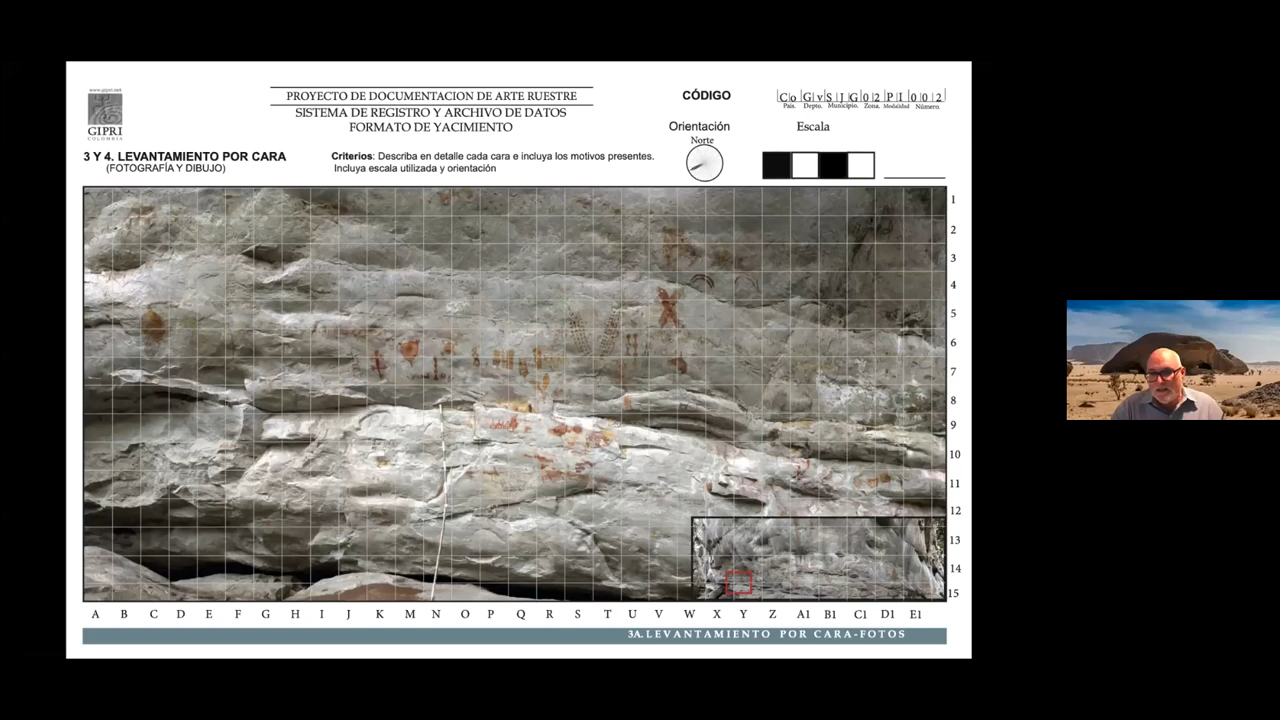 www.gipri.net
GIPRI
COLOMBIA
PROYECTO DE DOCUMENTACION DE ARTE RUESTRE
SISTEMA DE REGISTRO Y ARCHIVO DE DATOS
FORMATO DE YACIMIENTO
CÓDIGO
C o G v S J G 0 2 P I 0 0 2
País. Depto. Municipio. Zona. Modalidad Número.
Orientación
Norte
Escala
3 Y 4. LEVANTAMIENTO POR CARA
(FOTOGRAFÍA Y DIBUJO)
Criterios: Describa en detalle cada cara e incluya los motivos presentes.
Incluya escala utilizada y orientación
1
2
3
4
5
6
7
8
9
10
11
12
13
14
15
A B C D E F G H I J K M N O P Q R S T U V W X Y Z A1 B1 C1 D1 E1
3A.LEVANTAMIENTO POR CARA-FOTOS